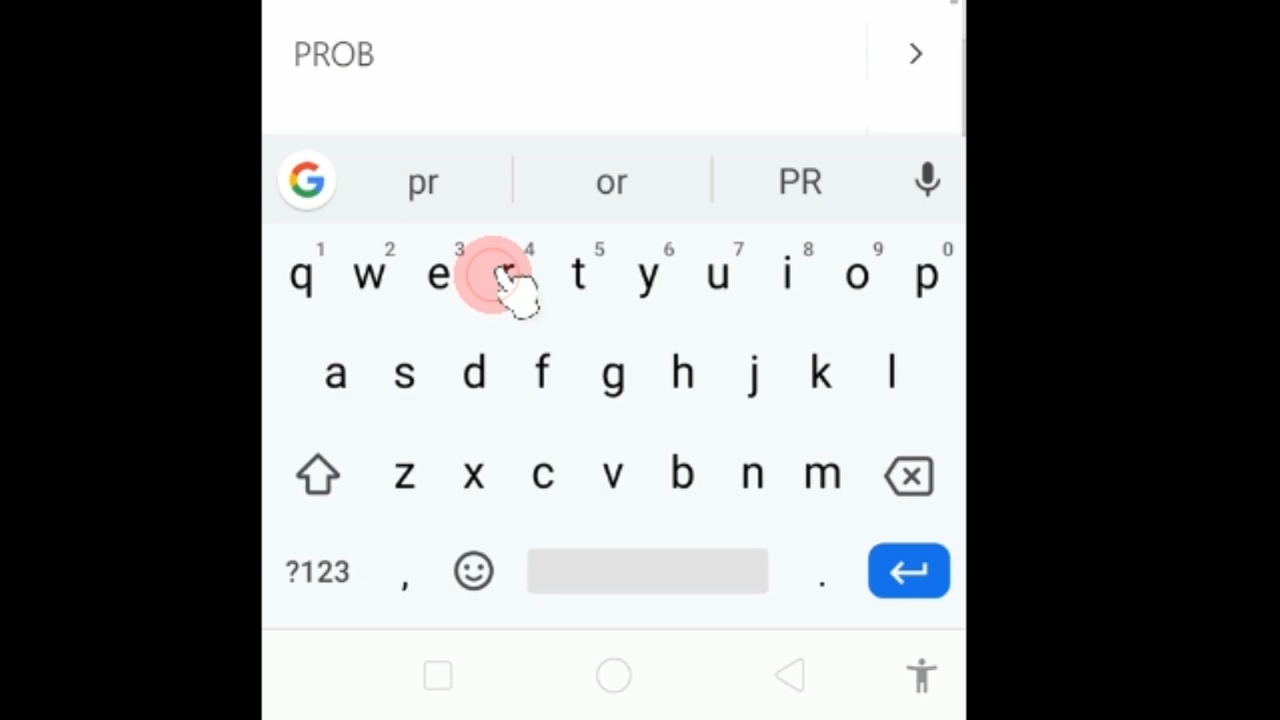 PROB
pr or PR
1 2 3 4 5 6 7 8 9 0
q w e r t y u i o p
a s d f g h j k l
z x c v b n m
?123 , .